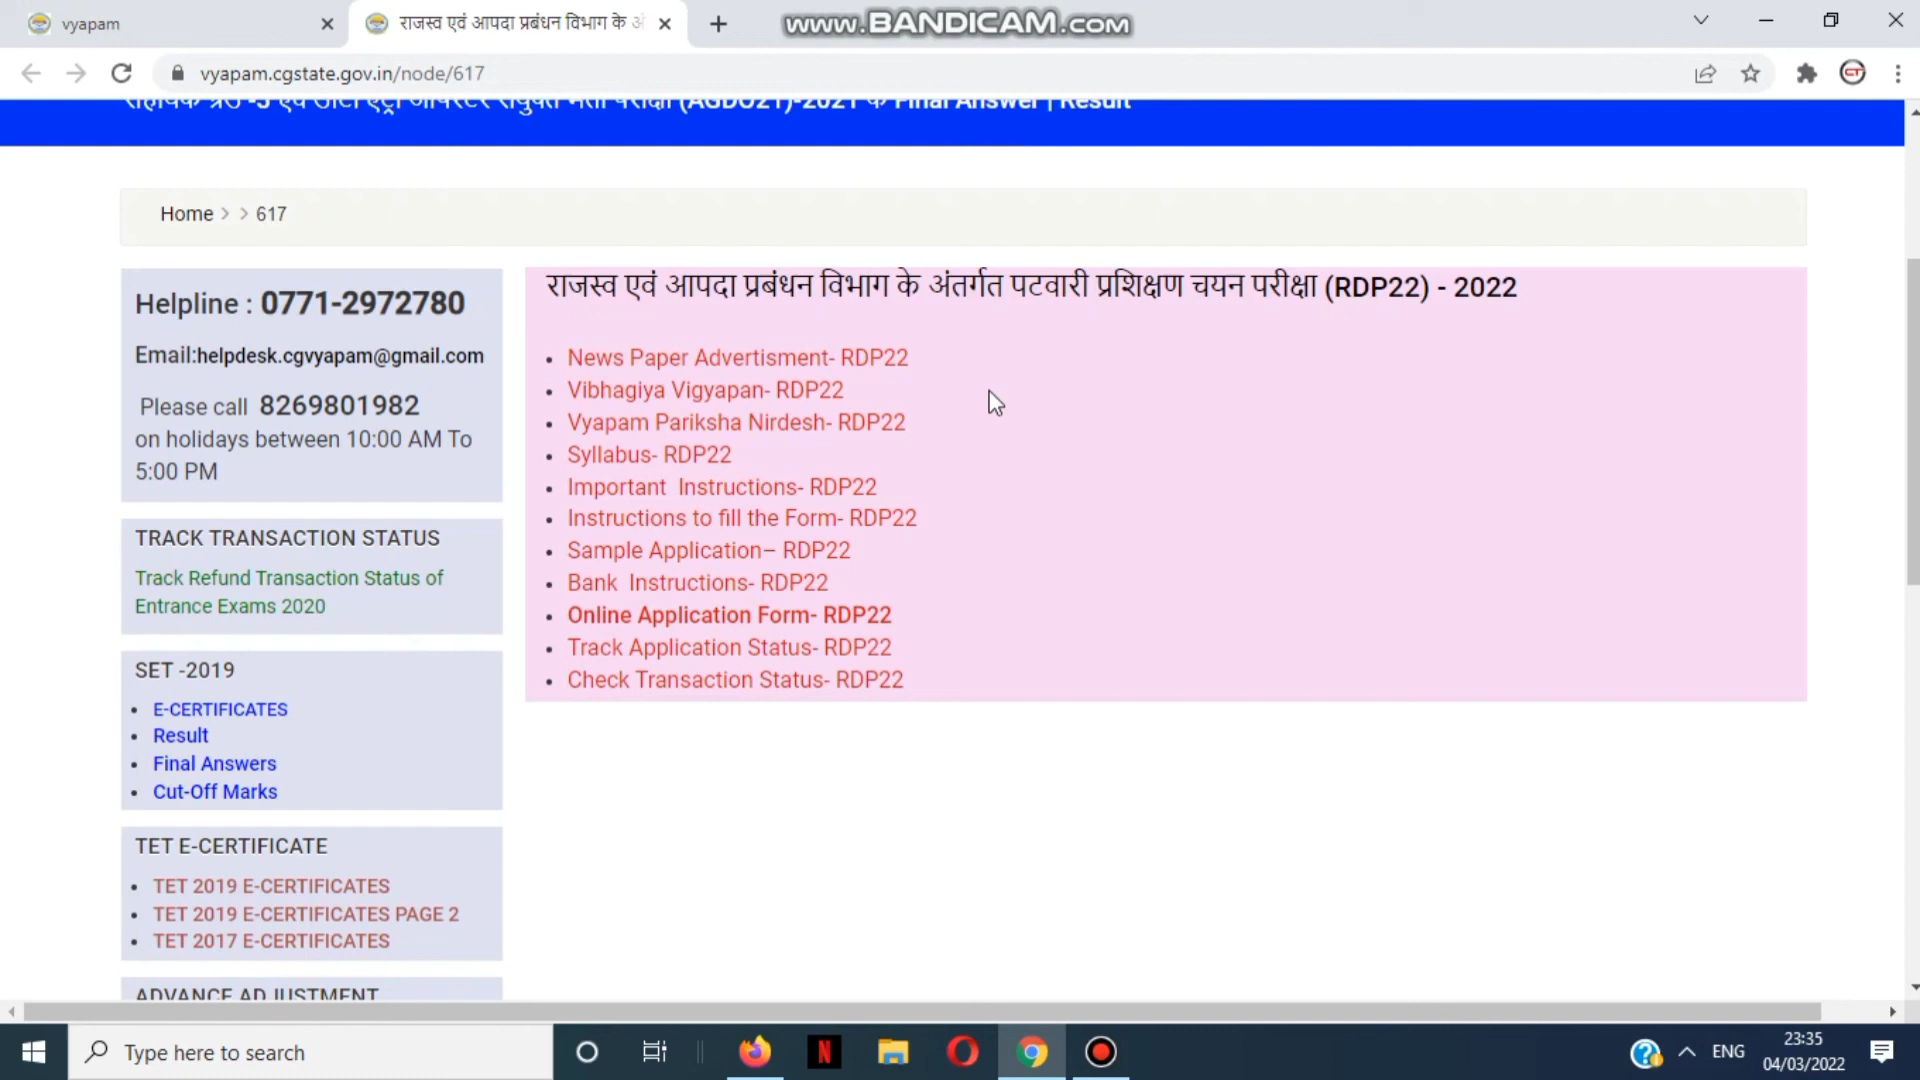 vyapam
राजस्व एवं आपदा प्रबंधन विभाग के अं
www.BANDICAM.com
vyapam.cgstate.gov.in/node/617
(AGDO21)-2021 के Final Answer | Result
Home > > 617
Helpline : 0771-2972780
Email:helpdesk.cgvyapam@gmail.com
Please call 8269801982
on holidays between 10:00 AM To
5:00 PM
TRACK TRANSACTION STATUS
Track Refund Transaction Status of
Entrance Exams 2020
SET -2019
• E-CERTIFICATES
• Result
• Final Answers
• Cut-Off Marks
TET E-CERTIFICATE
• TET 2019 E-CERTIFICATES
• TET 2019 E-CERTIFICATES PAGE 2
• TET 2017 E-CERTIFICATES
ADVANCE ADJUSTMENT
राजस्व एवं आपदा प्रबंधन विभाग के अंतर्गत पटवारी प्रशिक्षण चयन परीक्षा (RDP22) - 2022
• News Paper Advertisment- RDP22
• Vibhagiya Vigyapan- RDP22
• Vyapam Pariksha Nirdesh- RDP22
• Syllabus- RDP22
• Important Instructions- RDP22
• Instructions to fill the Form- RDP22
• Sample Application– RDP22
• Bank Instructions- RDP22
• Online Application Form- RDP22
• Track Application Status- RDP22
• Check Transaction Status- RDP22
Type here to search
N
ENG
23:35
04/03/2022